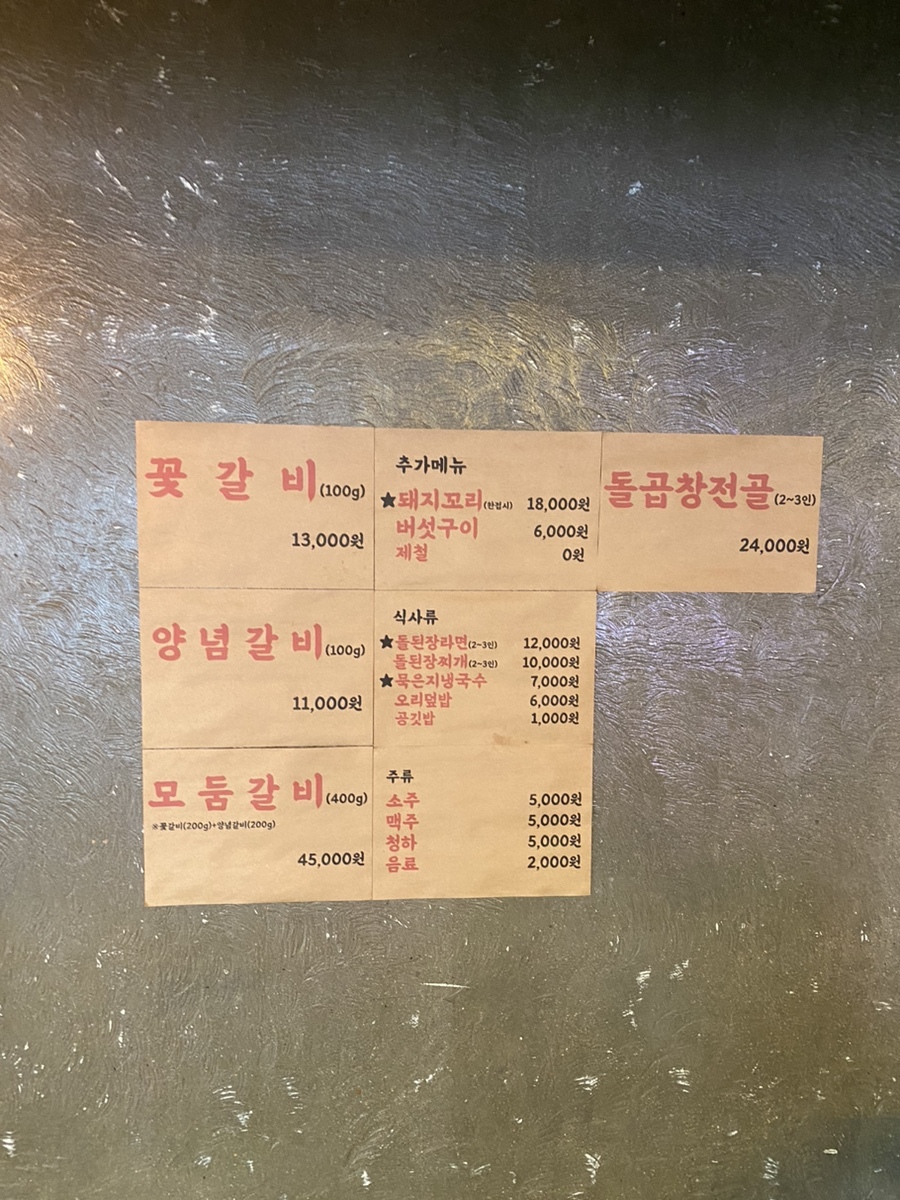 꽃 갈 비(100g)
13,000원
양 념 갈 비(100g)
11,000원
모 둠 갈 비(400g)
※꽃갈비(200g)+양념갈비(200g)
45,000원
추가메뉴
★돼지꼬리(한접시) 18,000원
버섯구이 6,000원
제철 0원
식사류
★돌된장라면(2~3인) 12,000원
돌된장찌개(2~3인) 10,000원
★묵은지냉국수 7,000원
오리덮밥 6,000원
공깃밥 1,000원
주류
소주 5,000원
맥주 5,000원
청하 5,000원
음료 2,000원
돌곱창전골(2~3인)
24,000원